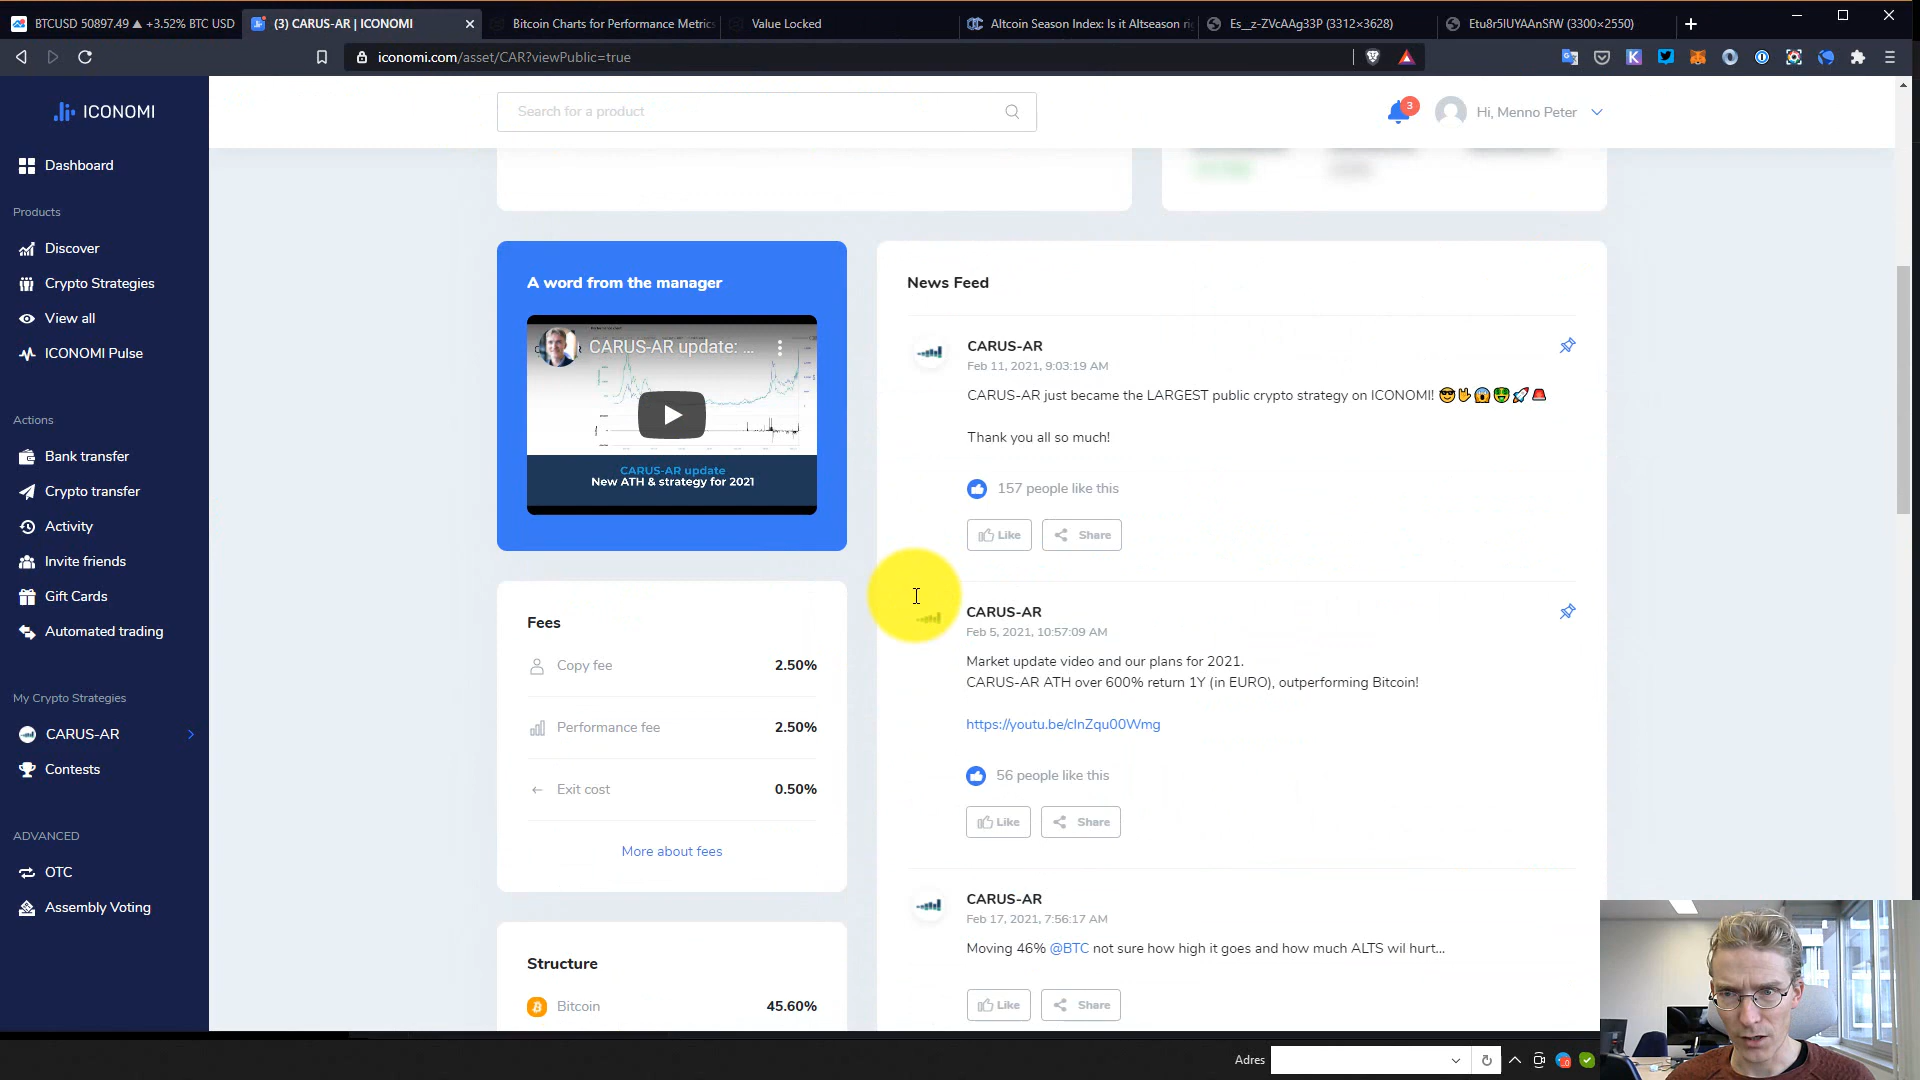 BTCUSD 50897.49 ▲ +3.52% BTC USD
(3) CARUS-AR | ICONOMI
Bitcoin Charts for Performance Metrics
Value Locked
Altcoin Season Index: Is it Altseason ri
Es__z-ZVcAAg33P (3312×3628)
Etu8r5IUYAAnSfW (3300×2550)
iconomi.com/asset/CAR?viewPublic=true
ICONOMI
Search for a product
3
Hi, Menno Peter
Dashboard
Products
Discover
Crypto Strategies
View all
ICONOMI Pulse
Actions
Bank transfer
Crypto transfer
Activity
Invite friends
Gift Cards
Automated trading
My Crypto Strategies
CARUS-AR
Contests
ADVANCED
OTC
Assembly Voting
A word from the manager
CARUS-AR update: ...
CARUS-AR update
New ATH & strategy for 2021
Fees
Copy fee 2.50%
Performance fee 2.50%
Exit cost 0.50%
More about fees
Structure
Bitcoin 45.60%
News Feed
CARUS-AR
Feb 11, 2021, 9:03:19 AM
CARUS-AR just became the LARGEST public crypto strategy on ICONOMI! 😎🤘😱🤑🚀🚨
Thank you all so much!
157 people like this
Like Share
CARUS-AR
Feb 5, 2021, 10:57:09 AM
Market update video and our plans for 2021.
CARUS-AR ATH over 600% return 1Y (in EURO), outperforming Bitcoin!
https://youtu.be/clnZqu00Wmg
56 people like this
Like Share
CARUS-AR
Feb 17, 2021, 7:56:17 AM
Moving 46% @BTC not sure how high it goes and how much ALTS wil hurt...
Like Share
Adres